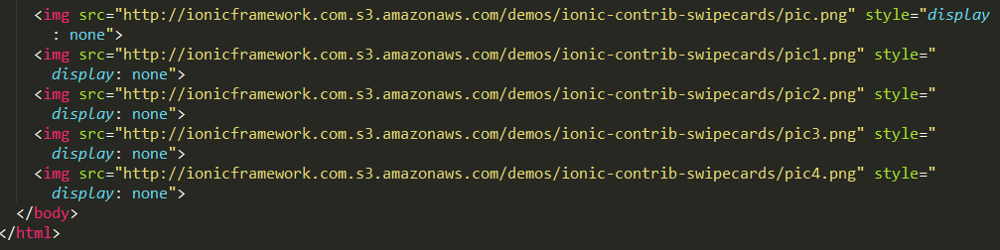 <img src="http://ionicframework.com.s3.amazonaws.com/demos/ionic-contrib-swipecards/pic.png" style="display
: none">
<img src="http://ionicframework.com.s3.amazonaws.com/demos/ionic-contrib-swipecards/pic1.png" style="
display: none">
<img src="http://ionicframework.com.s3.amazonaws.com/demos/ionic-contrib-swipecards/pic2.png" style="
display: none">
<img src="http://ionicframework.com.s3.amazonaws.com/demos/ionic-contrib-swipecards/pic3.png" style="
display: none">
<img src="http://ionicframework.com.s3.amazonaws.com/demos/ionic-contrib-swipecards/pic4.png" style="
display: none">
</body>
</html>